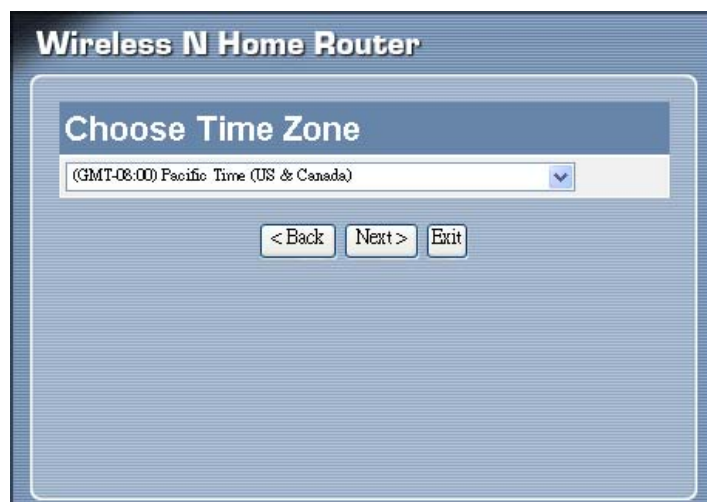 Wireless N Home Router
Choose Time Zone
(GMT-08:00) Pacific Time (US & Canada)
< Back Next > Exit